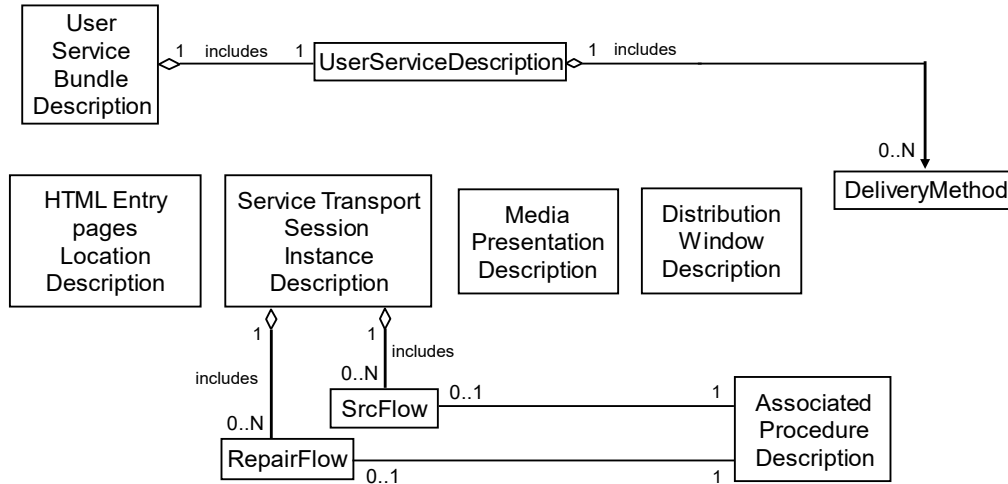 User
Service
Bundle
Description
1 includes 1
UserServiceDescription
1 includes
0..N
DeliveryMethod
HTML Entry
pages
Location
Description
Service Transport
Session
Instance
Description
Media
Presentation
Description
Distribution
Window
Description
1
includes
0..N
1
includes
0..N
SrcFlow
0..1 1
RepairFlow
0..1 1
Associated
Procedure
Description